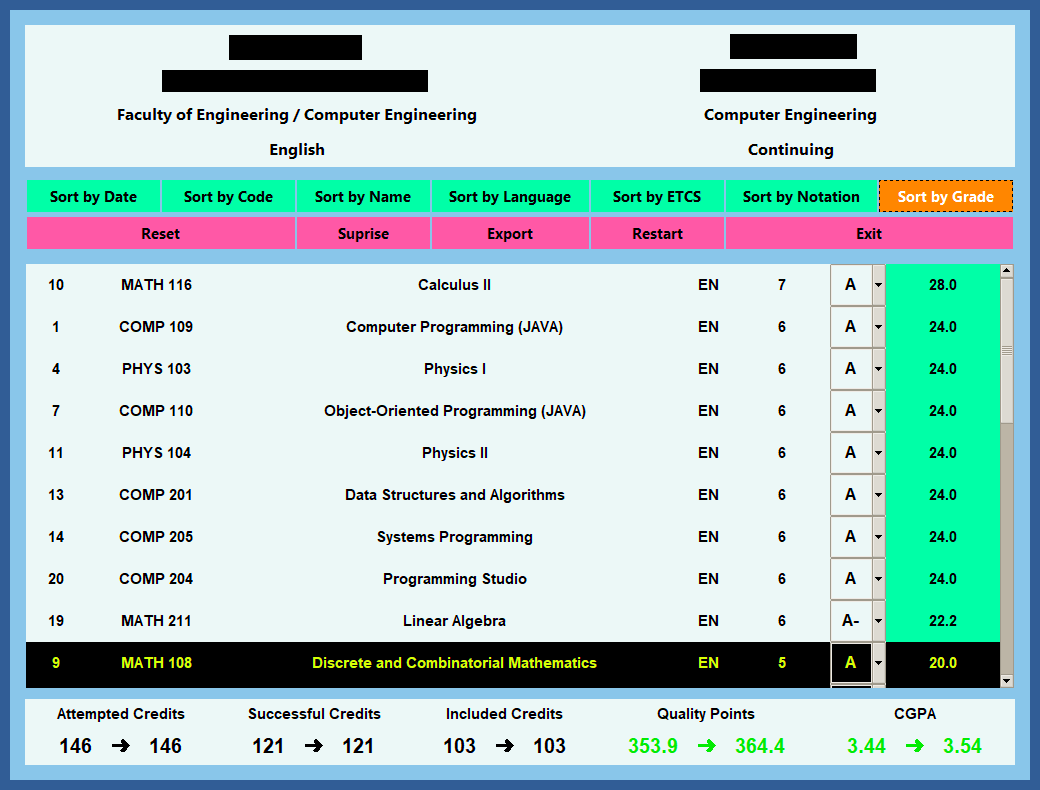 Faculty of Engineering / Computer Engineering Computer Engineering
English Continuing
Sort by Date Sort by Code Sort by Name Sort by Language Sort by ETCS Sort by Notation Sort by Grade
Reset Suprise Export Restart Exit
10 MATH 116 Calculus II EN 7 A 28.0
1 COMP 109 Computer Programming (JAVA) EN 6 A 24.0
4 PHYS 103 Physics I EN 6 A 24.0
7 COMP 110 Object-Oriented Programming (JAVA) EN 6 A 24.0
11 PHYS 104 Physics II EN 6 A 24.0
13 COMP 201 Data Structures and Algorithms EN 6 A 24.0
14 COMP 205 Systems Programming EN 6 A 24.0
20 COMP 204 Programming Studio EN 6 A 24.0
19 MATH 211 Linear Algebra EN 6 A- 22.2
9 MATH 108 Discrete and Combinatorial Mathematics EN 5 A 20.0
Attempted Credits Successful Credits Included Credits Quality Points CGPA
146 ➔ 146 121 ➔ 121 103 ➔ 103 353.9 ➔ 364.4 3.44 ➔ 3.54